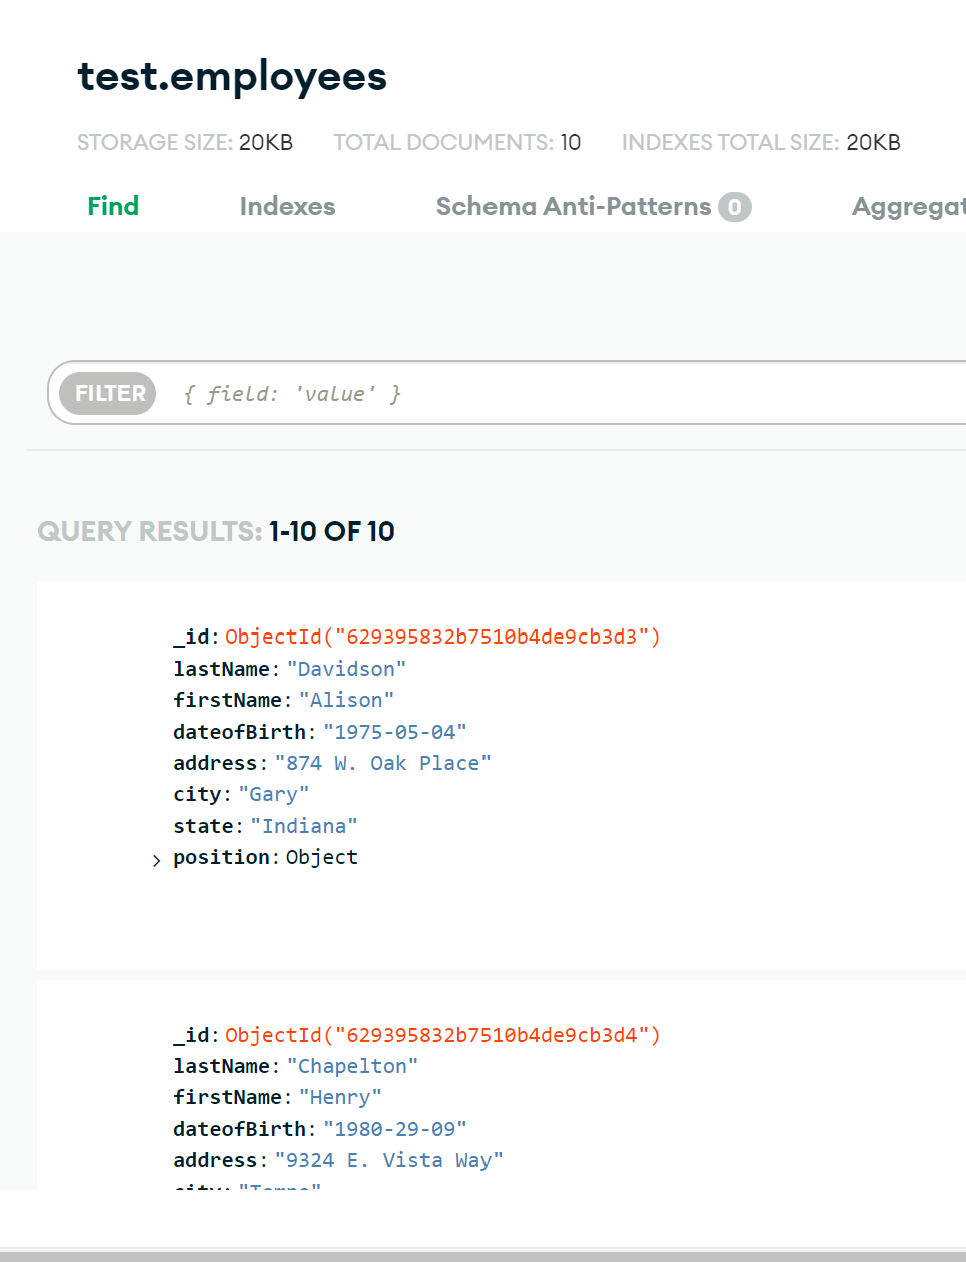 test.employees
STORAGE SIZE: 20KB TOTAL DOCUMENTS: 10 INDEXES TOTAL SIZE: 20KB
Find Indexes Schema Anti-Patterns 0 Aggregat
FILTER { field: 'value' }
QUERY RESULTS: 1-10 OF 10
_id: ObjectId("629395832b7510b4de9cb3d3")
lastName: "Davidson"
firstName: "Alison"
dateofBirth: "1975-05-04"
address: "874 W. Oak Place"
city: "Gary"
state: "Indiana"
> position: Object
_id: ObjectId("629395832b7510b4de9cb3d4")
lastName: "Chapelton"
firstName: "Henry"
dateofBirth: "1980-29-09"
address: "9324 E. Vista Way"
city: "Tempe"